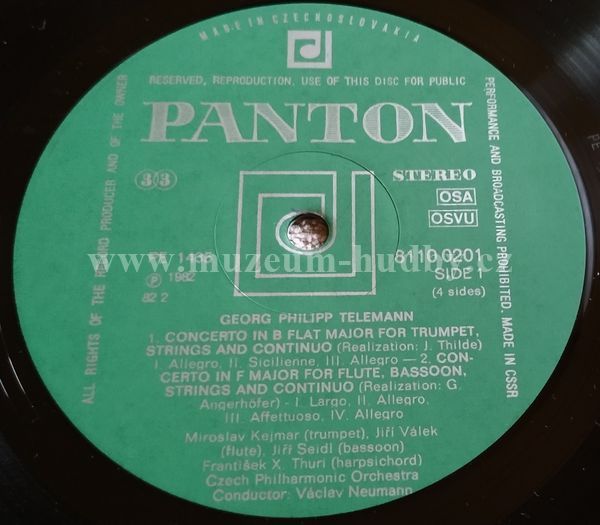 MADE IN CZECHOSLOVAKIA
RESERVED, REPRODUCTION, USE OF THIS DISC FOR PUBLIC
PERFORMANCE AND BROADCASTING PROHIBITED. MADE IN CSSR
ALL RIGHTS OF THE RECORD PRODUCER AND OF THE OWNER
PANTON
33
STEREO
OSA
OSVU
8110 0201
SIDE 1
(4 sides)
Ⓟ 1982
82 2
www.muzeum-hudby.cz
GEORG PHILIPP TELEMANN
1. CONCERTO IN B FLAT MAJOR FOR TRUMPET,
STRINGS AND CONTINUO (Realization: J. Thilde)
I. Allegro, II. Sicilienne, III. Allegro — 2. CON-
CERTO IN F MAJOR FOR FLUTE, BASSOON,
STRINGS AND CONTINUO (Realization: G.
Angerhöfer) - I. Largo, II. Allegro,
III. Affettuoso, IV. Allegro
Miroslav Kejmar (trumpet), Jiří Válek
(flute), Jiří Seidl (bassoon)
František X. Thuri (harpsichord)
Czech Philharmonic Orchestra
Conductor: Václav Neumann